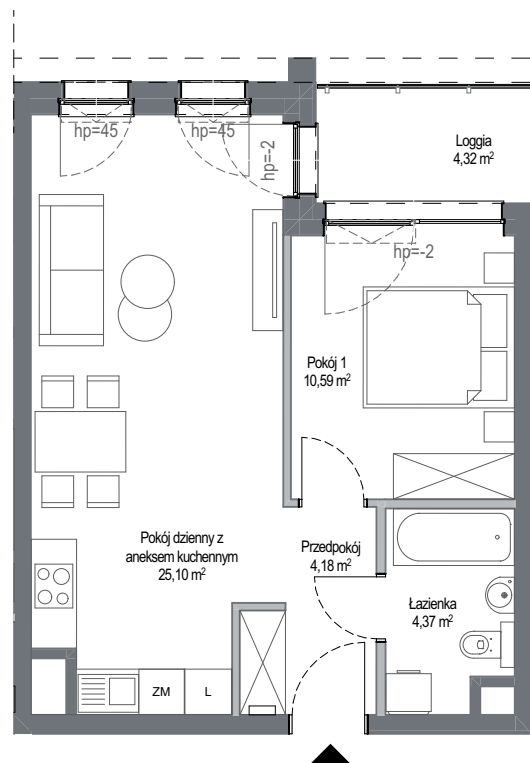 hp=45
hp=45
hp=-2
Loggia
4,32 m²
hp=-2
Pokój 1
10,59 m²
Pokój dzienny z
aneksem kuchennym
25,10 m²
Przedpokój
4,18 m²
Łazienka
4,37 m²
ZM
L